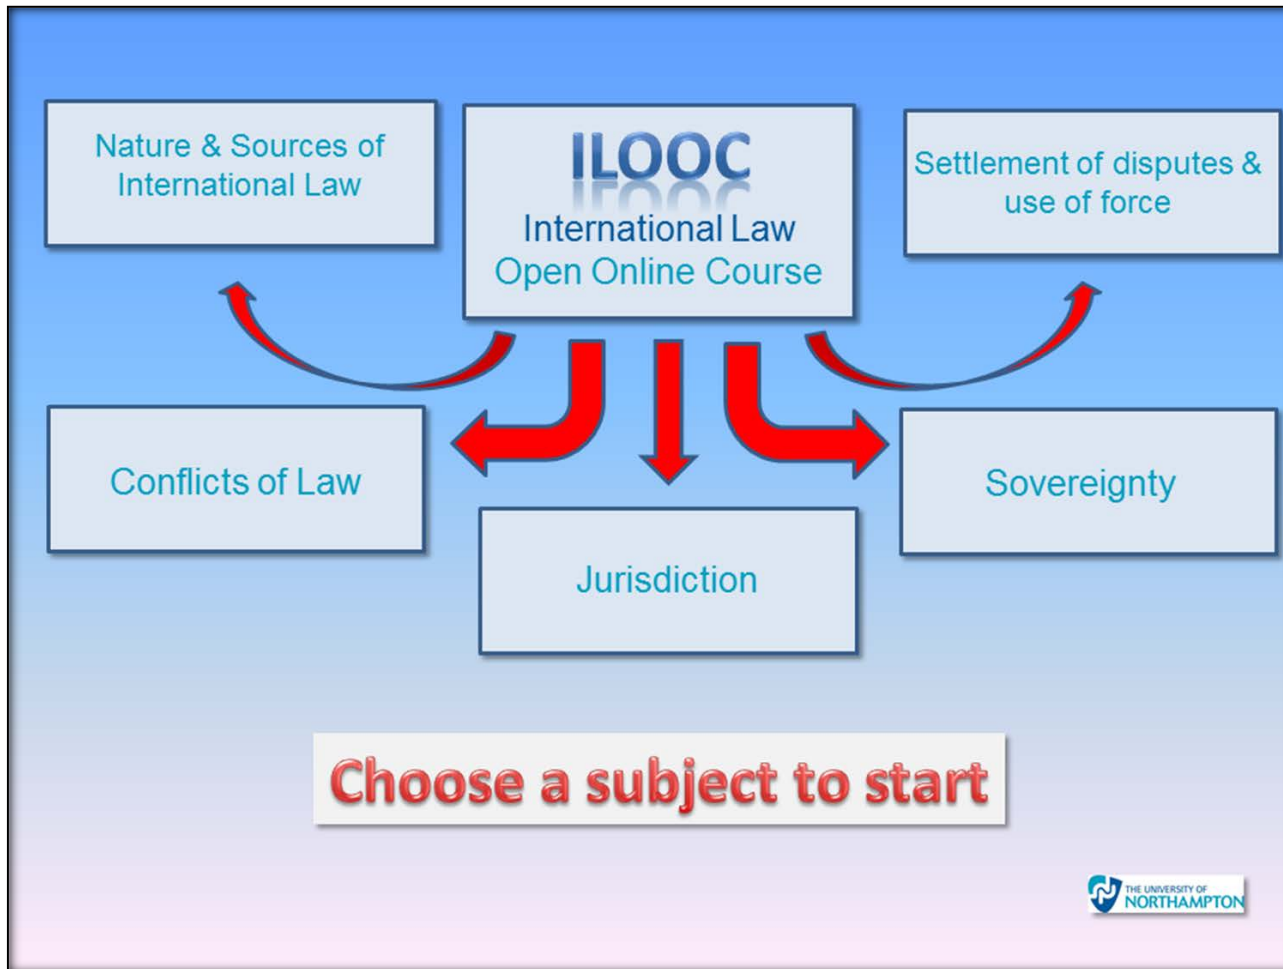 Nature & Sources of
International Law
ILOOC
International Law
Open Online Course
Settlement of disputes &
use of force
Conflicts of Law
Jurisdiction
Sovereignty
Choose a subject to start
THE UNIVERSITY OF
NORTHAMPTON